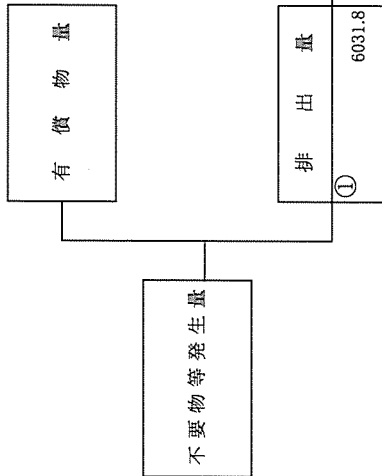 不要物等発生量
有償物量
排出量
①
6031.8